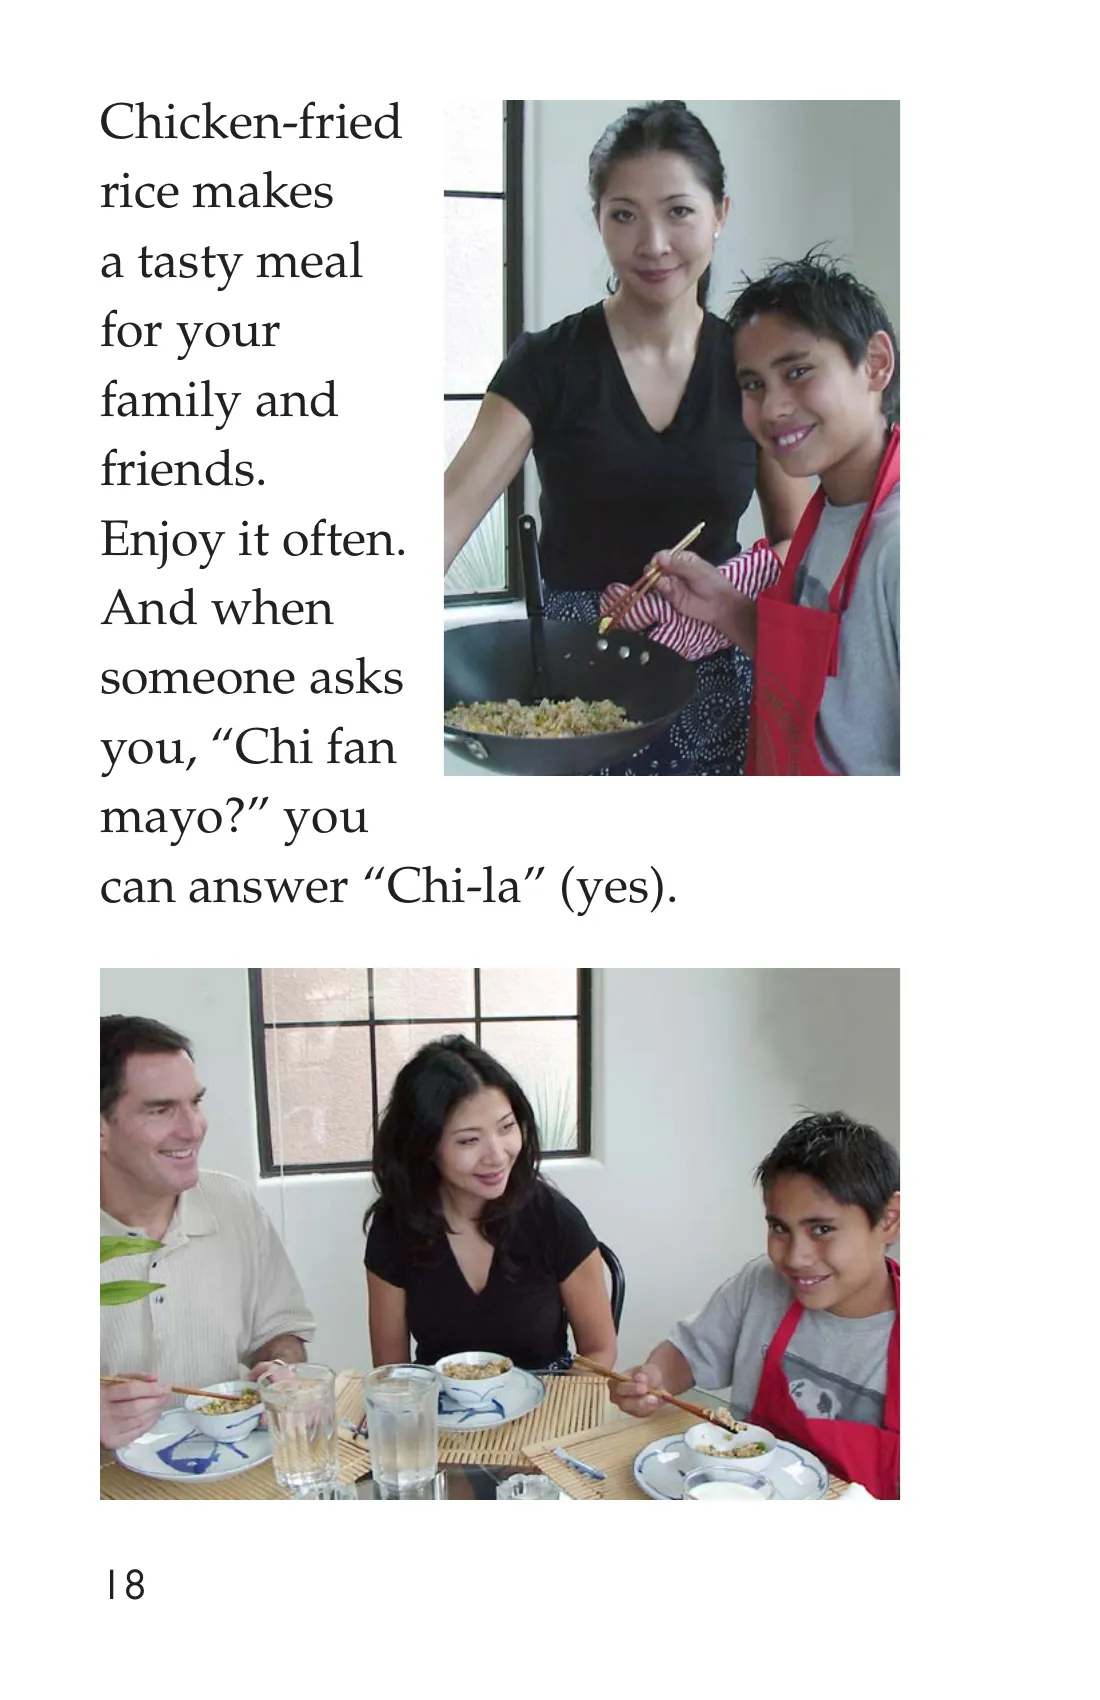 Chicken-fried
rice makes
a tasty meal
for your
family and
friends.
Enjoy it often.
And when
someone asks
you, “Chi fan
mayo?” you
can answer “Chi-la” (yes).
18